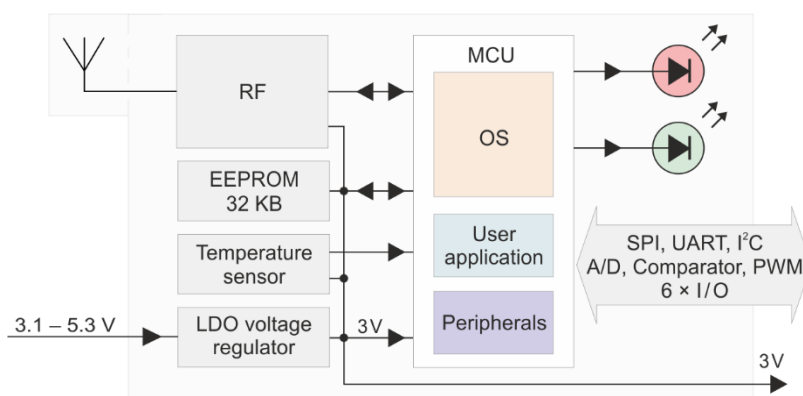 RF
MCU
OS
EEPROM
32 KB
User
application
SPI, UART, I²C
A/D, Comparator, PWM
6 × I/O
Temperature
sensor
3.1 – 5.3 V
LDO voltage
regulator
3V
Peripherals
3V